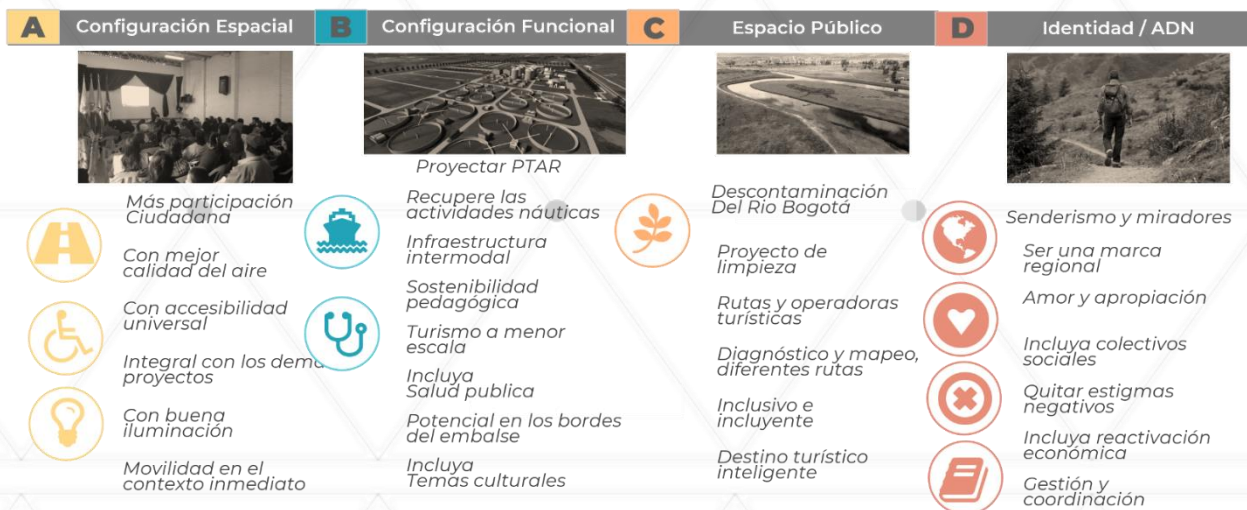 A Configuración Espacial
Más participación
Ciudadana
Con mejor
calidad del aire
Con accesibilidad
universal
Integral con los dema
proyectos
Con buena
iluminación
Movilidad en el
contexto inmediato
B Configuración Funcional
Proyectar PTAR
Recupere las
actividades náuticas
Infraestructura
intermodal
Sostenibilidad
pedagógica
Turismo a menor
escala
Incluya
Salud publica
Potencial en los bordes
del embalse
Incluya
Temas culturales
C Espacio Público
Descontaminación
Del Rio Bogotá
Proyecto de
limpieza
Rutas y operadoras
turísticas
Diagnóstico y mapeo,
diferentes rutas
Inclusivo e
incluyente
Destino turístico
inteligente
D Identidad / ADN
Senderismo y miradores
Ser una marca
regional
Amor y apropiación
Incluya colectivos
sociales
Quitar estigmas
negativos
Incluya reactivación
económica
Gestión y
coordinación